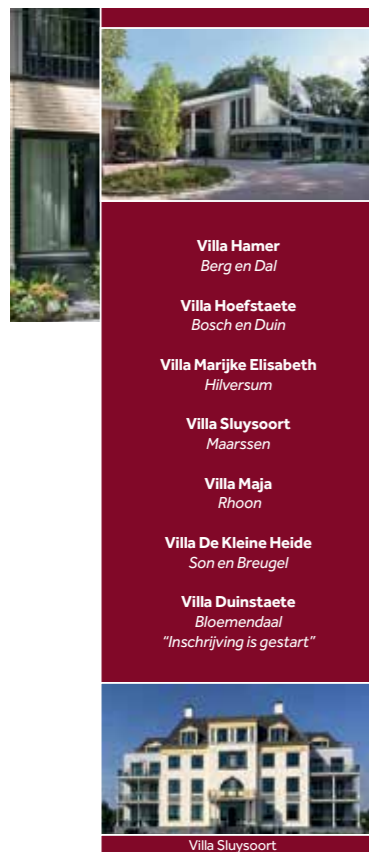 Villa Hamer
Berg en Dal
Villa Hoefstaete
Bosch en Duin
Villa Marijke Elisabeth
Hilversum
Villa Sluysoort
Maarssen
Villa Maja
Rhoon
Villa De Kleine Heide
Son en Breugel
Villa Duinstaete
Bloemendaal
“Inschrijving is gestart”
Villa Sluysoort